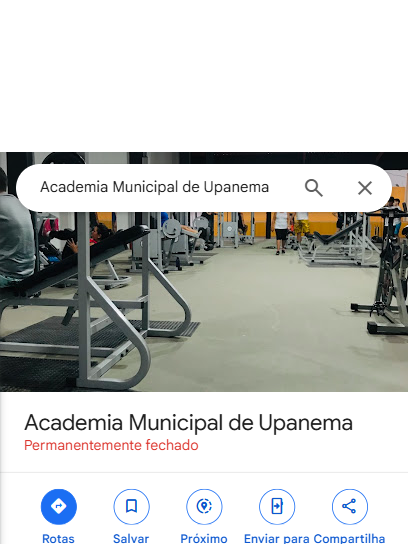 Academia Municipal de Upanema
Academia Municipal de Upanema
Permanentemente fechado
Rotas
Salvar
Próximo
Enviar para
Compartilha